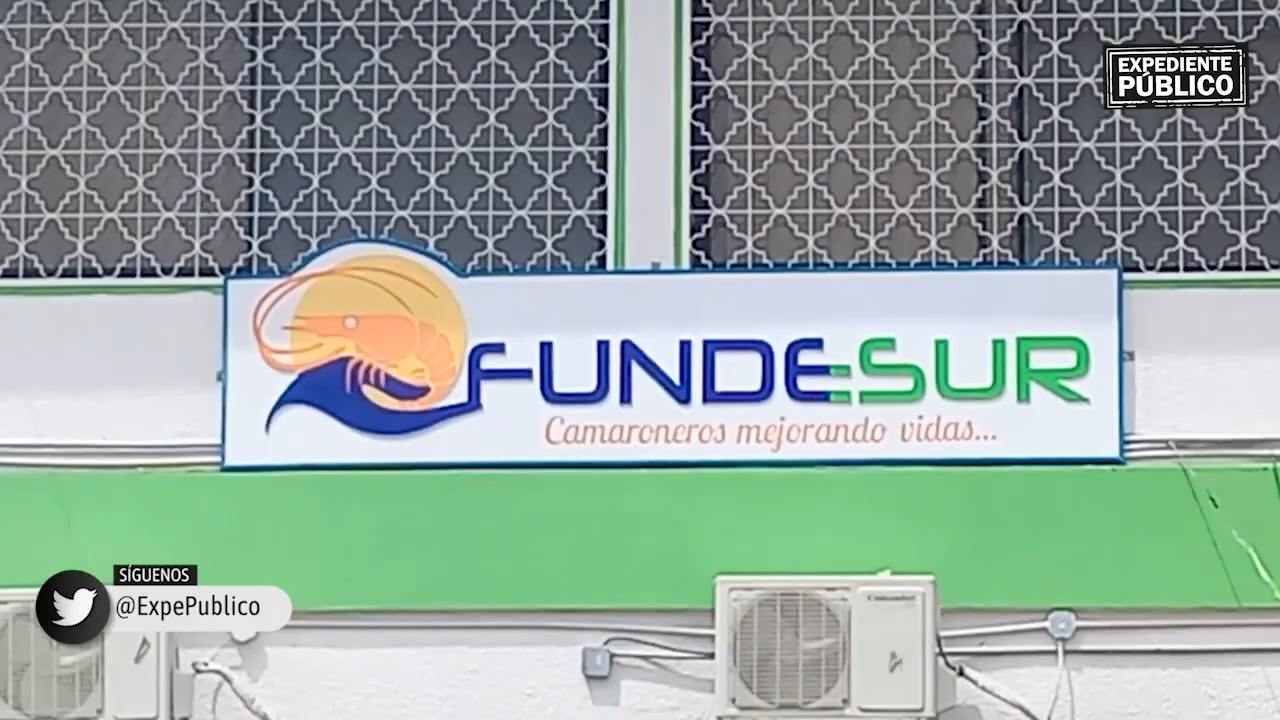 EXPEDIENTE
PÚBLICO
FUNDESUR
Camaroneros mejorando vidas...
SÍGUENOS
@ExpePublico